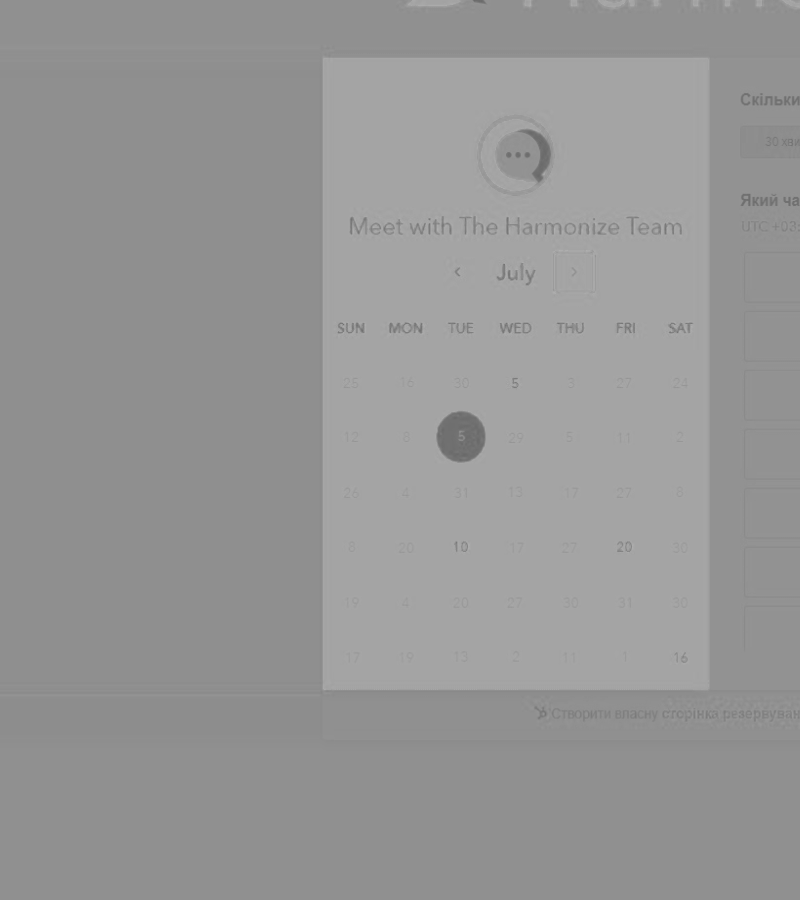 Meet with The Harmonize Team
‹ July ›
SUN MON TUE WED THU FRI SAT
25 16 30 5 3 27 24
12 8 5 29 5 11 2
26 4 31 13 17 27 8
8 20 10 17 27 20 30
19 4 20 27 30 31 30
17 19 13 2 11 1 16
Скільки
30 хви
Який ча
UTC +03:
Створити власну сторінка резервуван